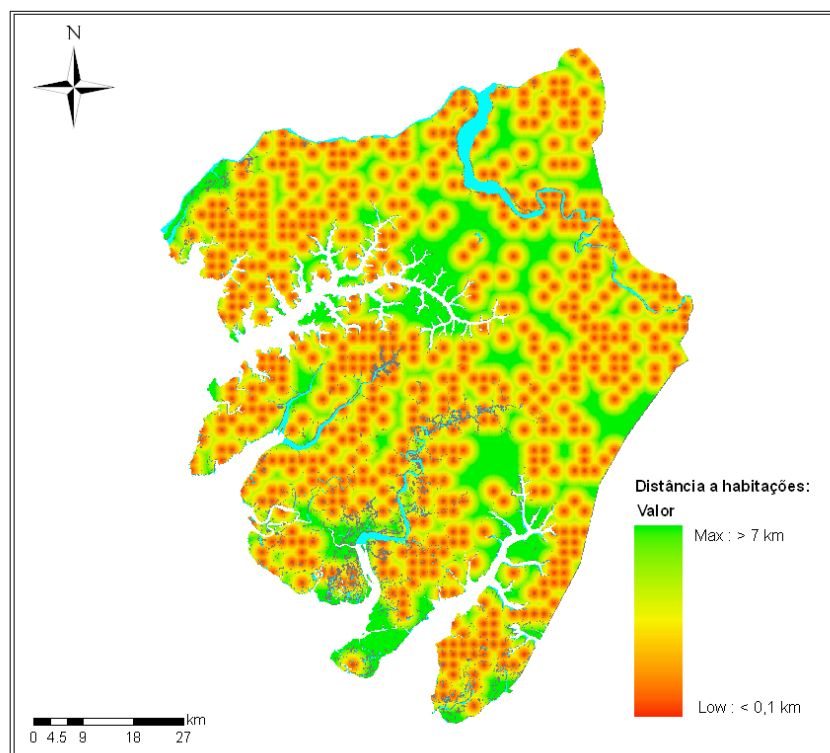 N
Distância a habitações:
Valor
Max : > 7 km
Low : < 0,1 km
km
0 4.5 9 18 27